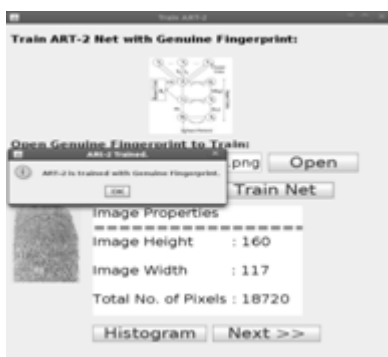 Train ART-2
Train ART-2 Net with Genuine Fingerprint:
Open Genuine Fingerprint to Train:
.png Open
ART-2 Trained.
ART-2 is trained with Genuine Fingerprint.
OK
Train Net
Image Properties
Image Height : 160
Image Width : 117
Total No. of Pixels : 18720
Histogram Next >>